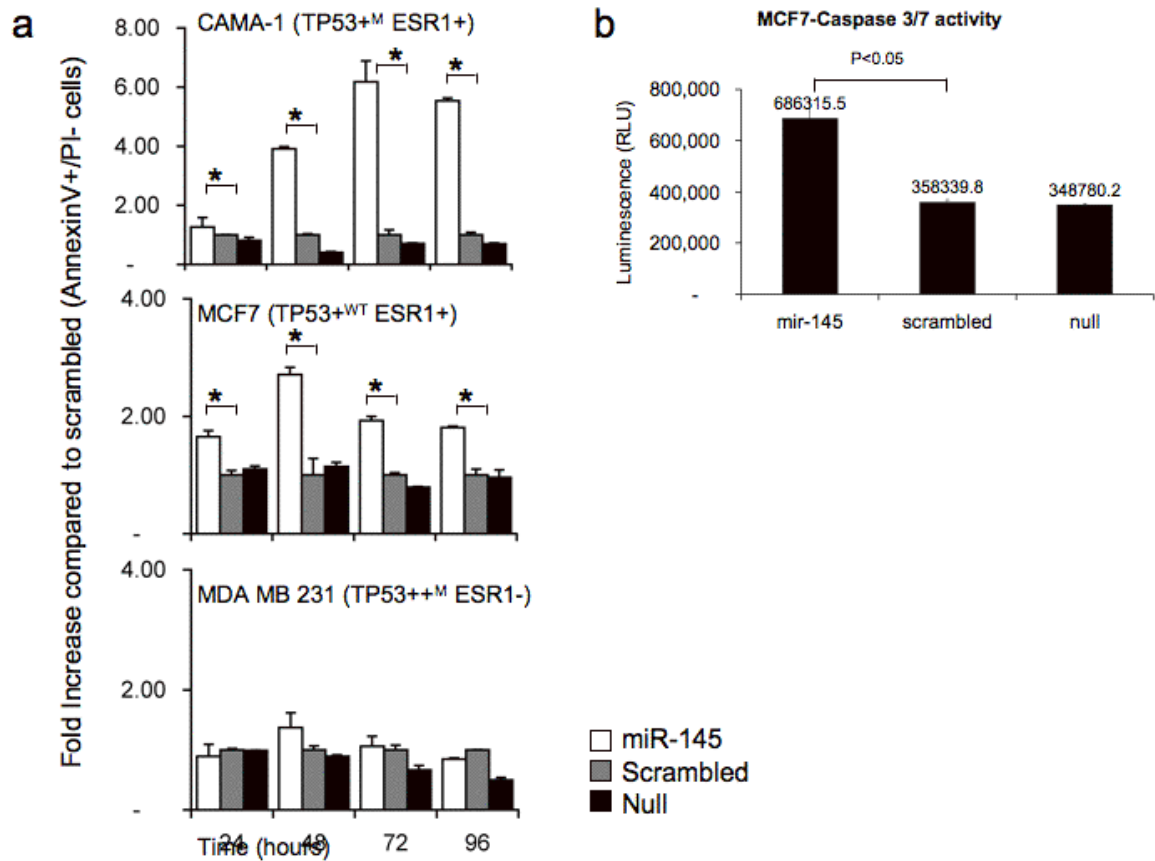 a
Fold Increase compared to scrambled (AnnexinV+/PI- cells)
CAMA-1 (TP53+ᴹ ESR1+)
8.00
6.00
4.00
2.00
-
*
*
*
*
MCF7 (TP53+ᵂᵀ ESR1+)
4.00
2.00
-
*
*
*
*
MDA MB 231 (TP53++ᴹ ESR1-)
4.00
2.00
-
24 48 72 96
Time (hours)
b
MCF7-Caspase 3/7 activity
P<0.05
Luminescence (RLU)
800,000
600,000
400,000
200,000
-
686315.5
358339.8
348780.2
mir-145 scrambled null
miR-145
Scrambled
Null